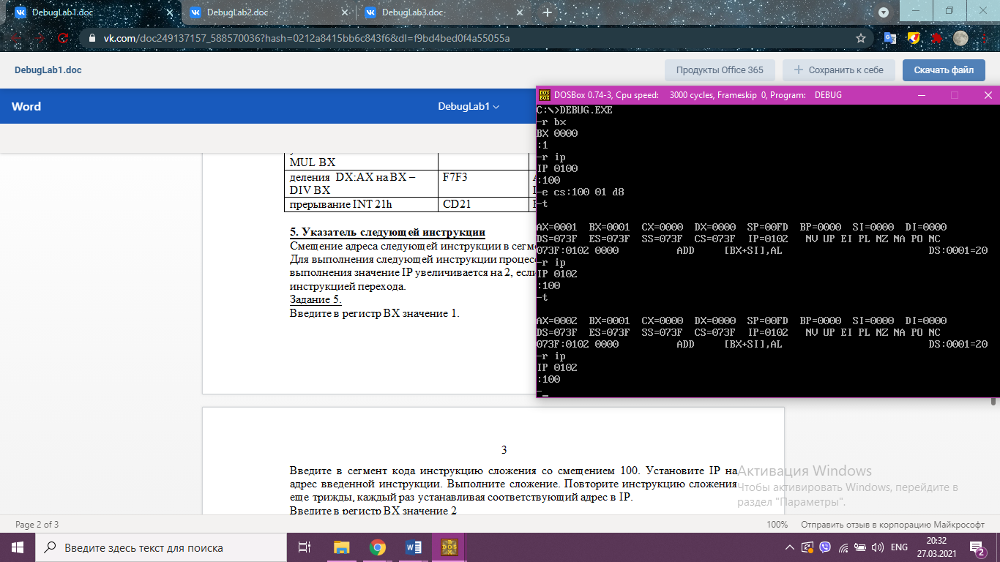 DebugLab1.doc
DebugLab2.doc
DebugLab3.doc
vk.com/doc249137157_588570036?hash=0212a8415bb6c843f6&dl=f9bd4bed0f4a55055a
DebugLab1.doc
Продукты Office 365
Сохранить к себе
Скачать файл
Word
DebugLab1
MUL BX
деления DX:AX на BX –
DIV BX
F7F3
прерывание INT 21h
CD21
5. Указатель следующей инструкции
Смещение адреса следующей инструкции в
Для выполнения следующей инструкции
выполнения значение IP увеличивается на 2,
инструкцией перехода.
Задание 5.
Введите в регистр BX значение 1.
DOSBox 0.74-3, Cpu speed: 3000 cycles, Frameskip 0, Program: DEBUG
C:\>DEBUG.EXE
-r bx
BX 0000
:1
-r ip
IP 0100
:100
-e cs:100 01 d8
-t
AX=0001 BX=0001 CX=0000 DX=0000 SP=00FD BP=0000 SI=0000 DI=0000
DS=073F ES=073F SS=073F CS=073F IP=0102 NV UP EI PL NZ NA PO NC
073F:0102 0000 ADD [BX+SI],AL DS:0001=20
-r ip
IP 0102
:100
-t
AX=0002 BX=0001 CX=0000 DX=0000 SP=00FD BP=0000 SI=0000 DI=0000
DS=073F ES=073F SS=073F CS=073F IP=0102 NV UP EI PL NZ NA PO NC
073F:0102 0000 ADD [BX+SI],AL DS:0001=20
-r ip
IP 0102
:100
-_
3
Введите в сегмент кода инструкцию сложения со смещением 100. Установите IP на
адрес введенной инструкции. Выполните сложение. Повторите инструкцию сложения
еще трижды, каждый раз устанавливая соответствующий адрес в IP.
Введите в регистр BX значение 2
Активация Windows
Чтобы активировать Windows, перейдите в
раздел "Параметры".
Page 2 of 3
100%
Отправить отзыв в корпорацию Майкрософт
Введите здесь текст для поиска
ENG
20:32
27.03.2021
2